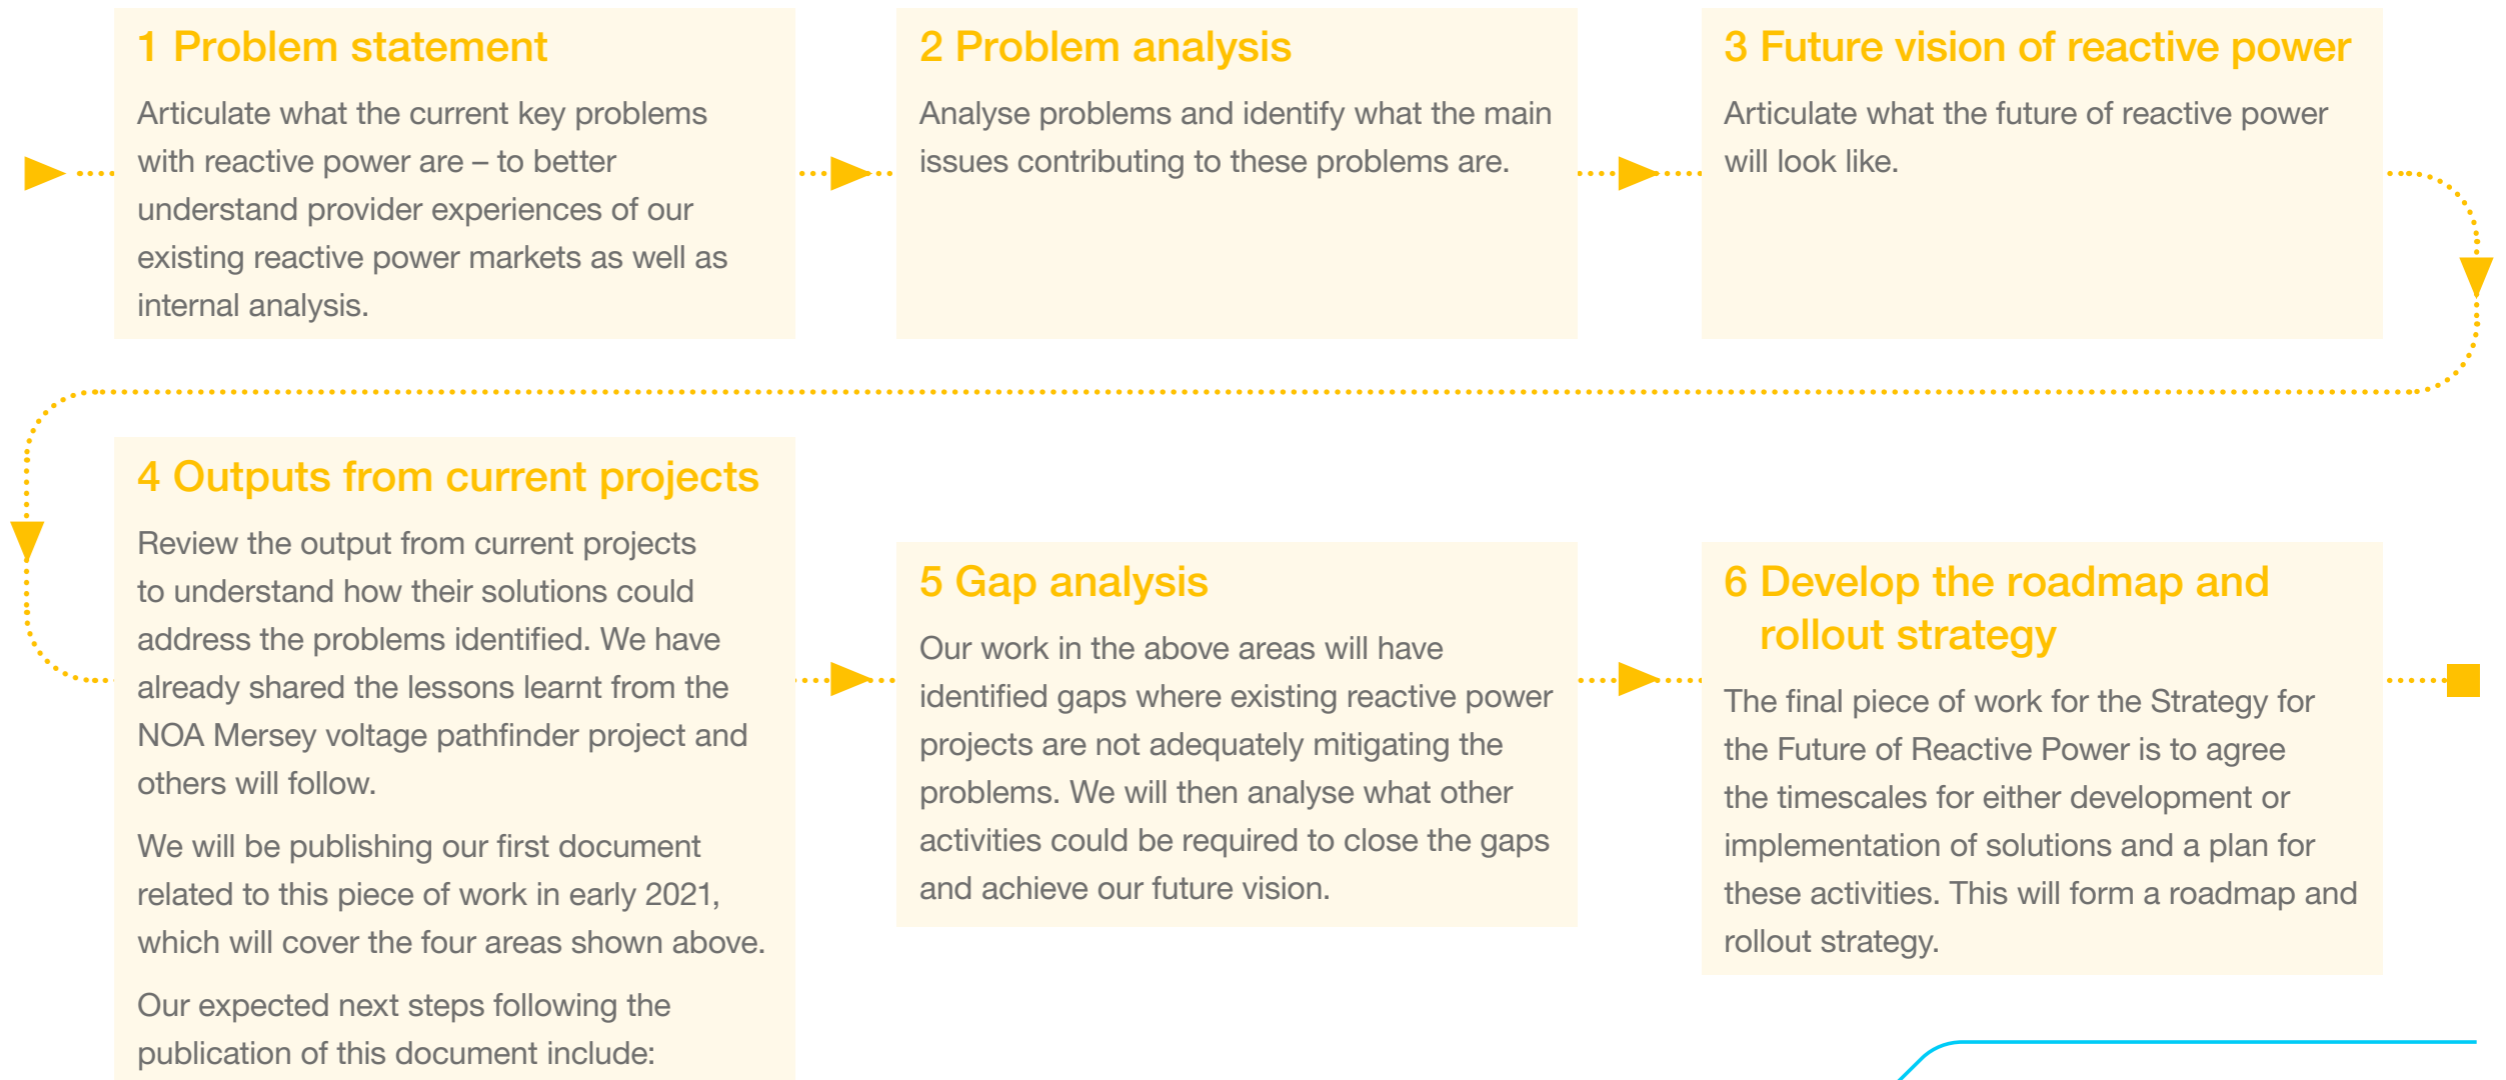 1 Problem statement
Articulate what the current key problems
with reactive power are – to better
understand provider experiences of our
existing reactive power markets as well as
internal analysis.
2 Problem analysis
Analyse problems and identify what the main
issues contributing to these problems are.
3 Future vision of reactive power
Articulate what the future of reactive power
will look like.
4 Outputs from current projects
Review the output from current projects
to understand how their solutions could
address the problems identified. We have
already shared the lessons learnt from the
NOA Mersey voltage pathfinder project and
others will follow.
We will be publishing our first document
related to this piece of work in early 2021,
which will cover the four areas shown above.
Our expected next steps following the
publication of this document include:
5 Gap analysis
Our work in the above areas will have
identified gaps where existing reactive power
projects are not adequately mitigating the
problems. We will then analyse what other
activities could be required to close the gaps
and achieve our future vision.
6 Develop the roadmap and
rollout strategy
The final piece of work for the Strategy for
the Future of Reactive Power is to agree
the timescales for either development or
implementation of solutions and a plan for
these activities. This will form a roadmap and
rollout strategy.